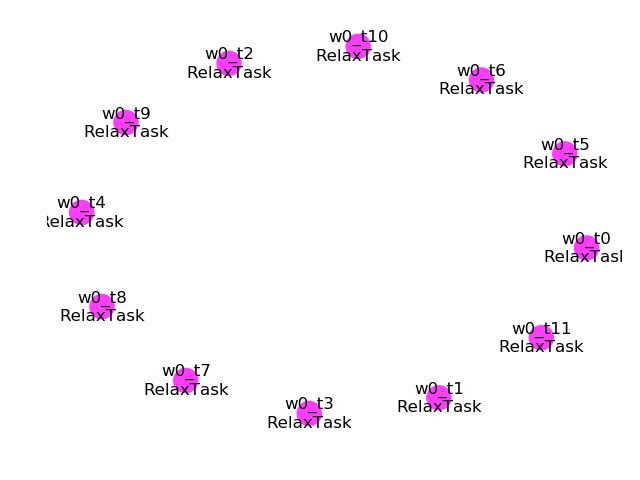 w0_t10
RelaxTask
w0_t2
RelaxTask
w0_t6
RelaxTask
w0_t9
RelaxTask
w0_t5
RelaxTask
w0_t4
RelaxTask
w0_t0
RelaxTask
w0_t8
RelaxTask
w0_t11
RelaxTask
w0_t7
RelaxTask
w0_t1
RelaxTask
w0_t3
RelaxTask